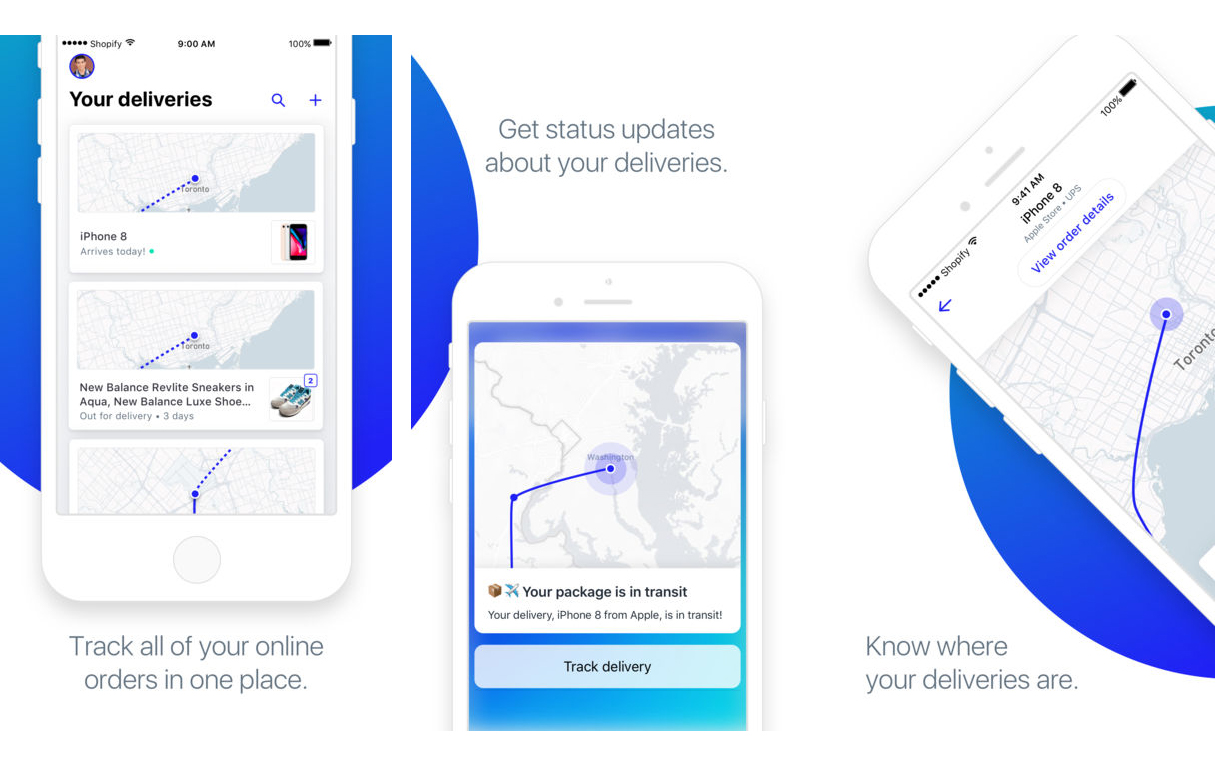 Shopify
9:00 AM
100%
Your deliveries
Toronto
iPhone 8
Arrives today!
Toronto
New Balance Revlite Sneakers in
Aqua, New Balance Luxe Shoe...
2
Out for delivery • 3 days
Track all of your online
orders in one place.
Get status updates
about your deliveries.
Washington
📦✈️ Your package is in transit
Your delivery, iPhone 8 from Apple, is in transit!
Track delivery
Shopify
9:41 AM
100%
iPhone 8
Apple Store • UPS
View order details
Toronto
Know where
your deliveries are.